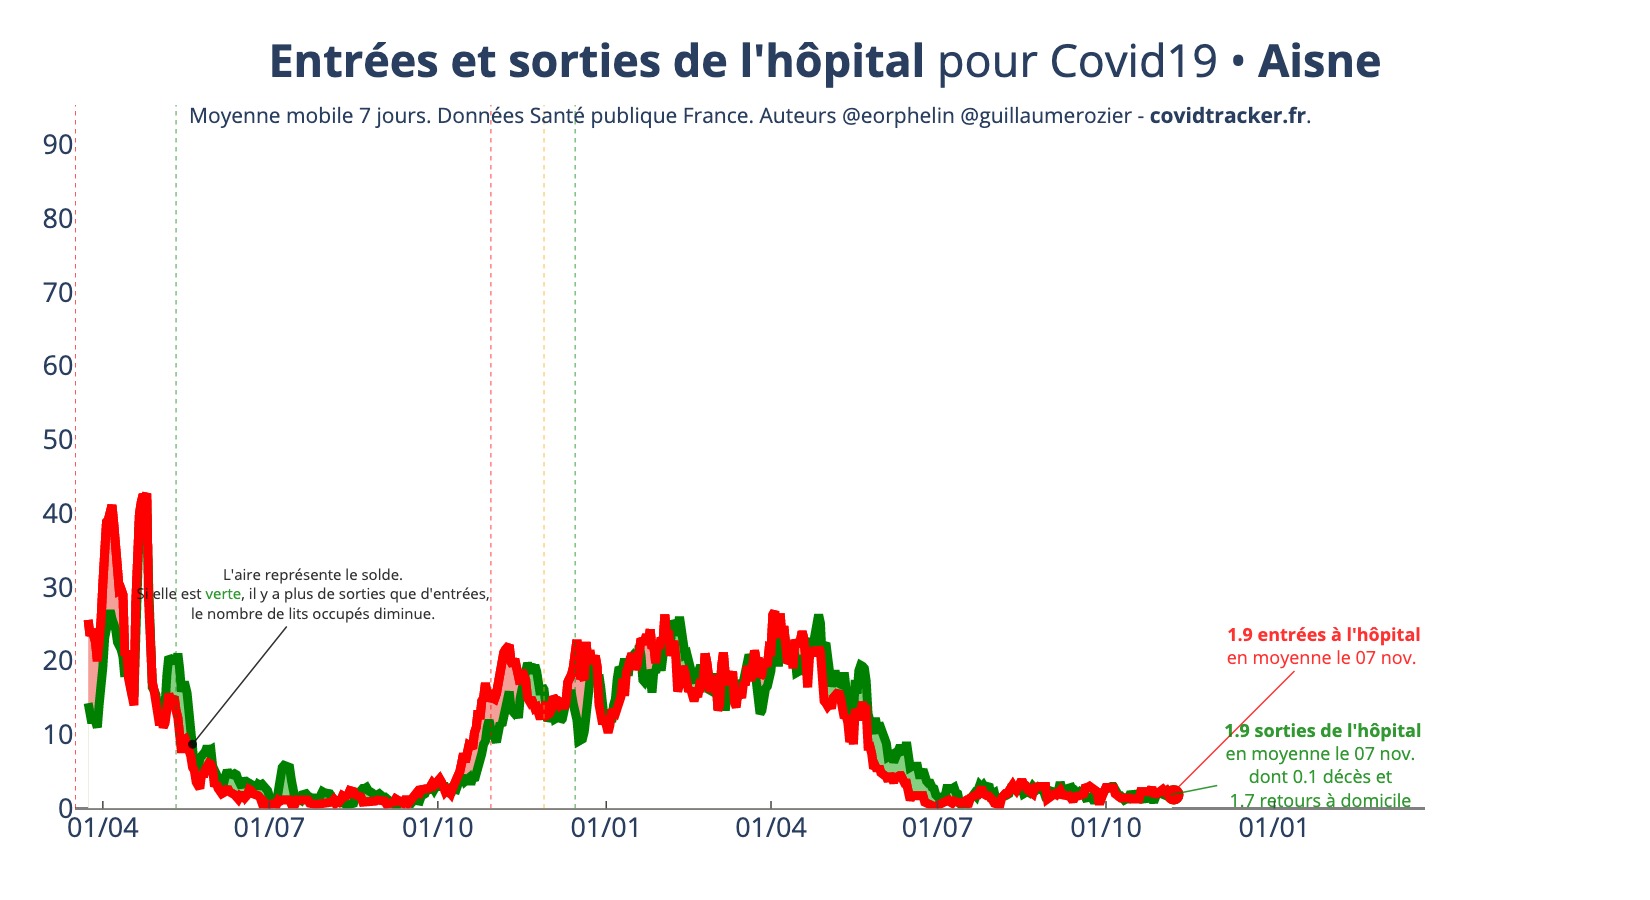 Entrées et sorties de l'hôpital pour Covid19 • Aisne
Moyenne mobile 7 jours. Données Santé publique France. Auteurs @eorphelin @guillaumerozier - covidtracker.fr.
90
80
70
60
50
40
30
20
10
0
L'aire représente le solde.
Si elle est verte, il y a plus de sorties que d'entrées,
le nombre de lits occupés diminue.
1.9 entrées à l'hôpital
en moyenne le 07 nov.
1.9 sorties de l'hôpital
en moyenne le 07 nov.
dont 0.1 décès et
1.7 retours à domicile
01/04 01/07 01/10 01/01 01/04 01/07 01/10 01/01